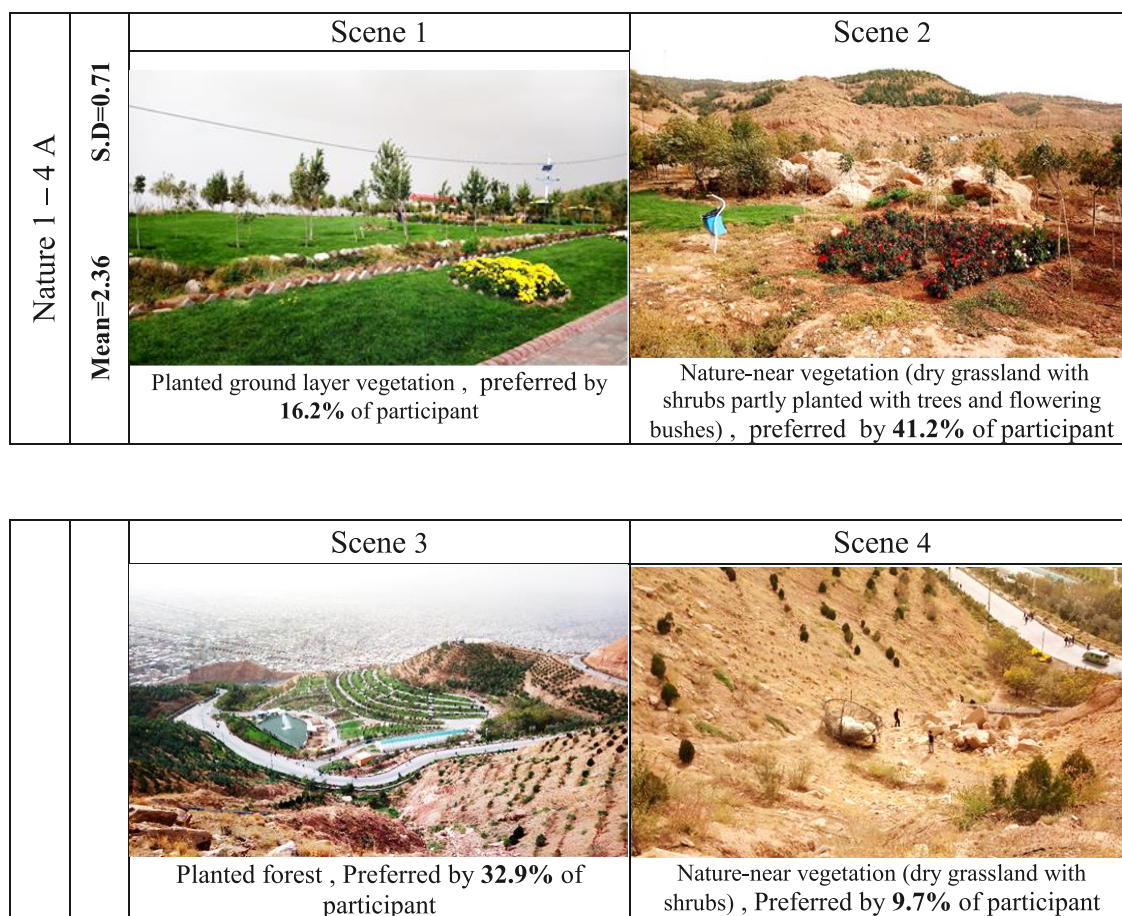 Nature 1 – 4 A
Mean=2.36 S.D=0.71
Scene 1
Planted ground layer vegetation , preferred by
16.2% of participant
Scene 2
Nature-near vegetation (dry grassland with
shrubs partly planted with trees and flowering
bushes) , preferred by 41.2% of participant
Scene 3
Planted forest , Preferred by 32.9% of
participant
Scene 4
Nature-near vegetation (dry grassland with
shrubs) , Preferred by 9.7% of participant